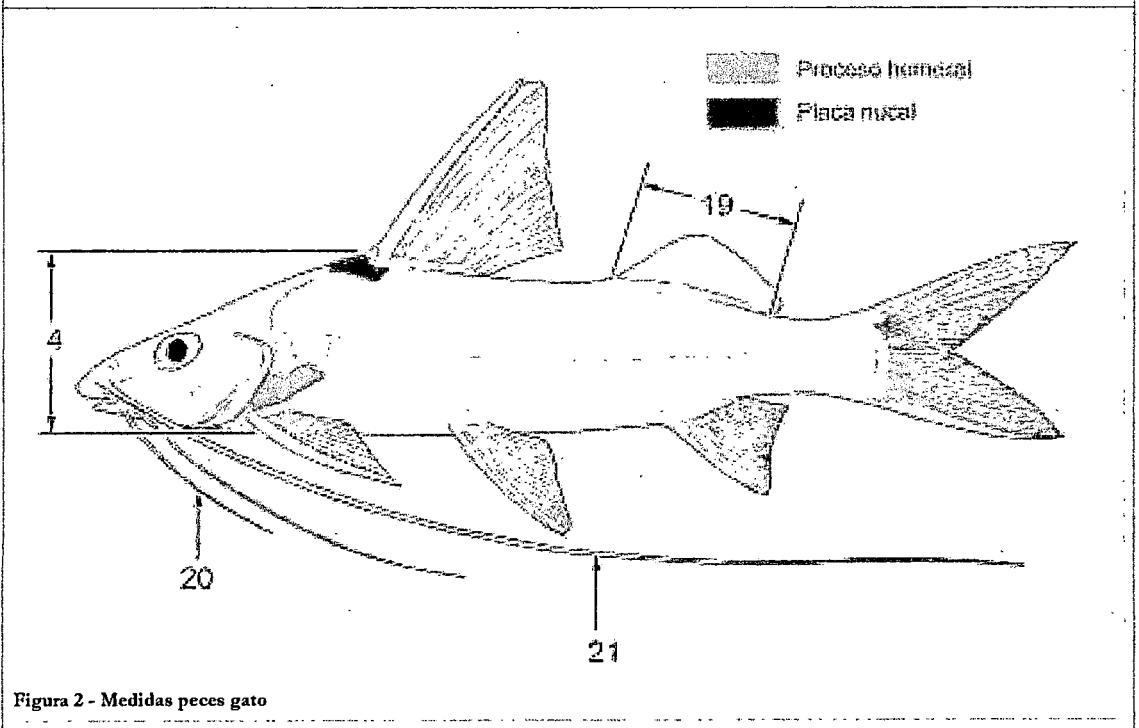 Proceso humeral
Placa nucal
19
4
20
21
Figura 2 - Medidas peces gato